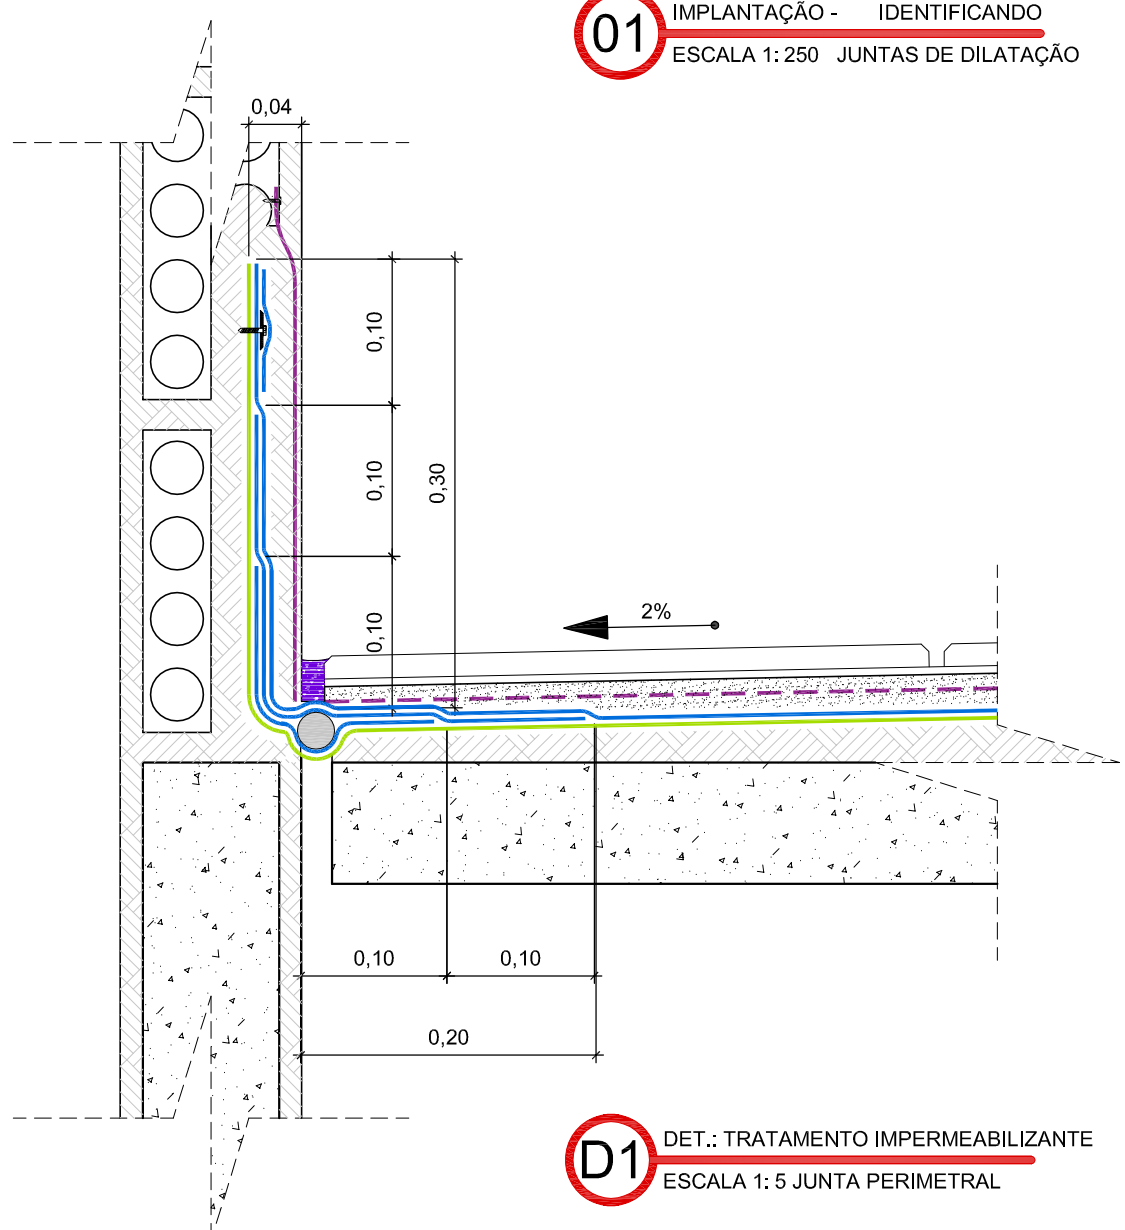 01
IMPLANTAÇÃO - IDENTIFICANDO
ESCALA 1: 250 JUNTAS DE DILATAÇÃO
0,04
0,10
0,10
0,30
0,10
2%
0,10
0,10
0,20
D1
DET.: TRATAMENTO IMPERMEABILIZANTE
ESCALA 1: 5 JUNTA PERIMETRAL